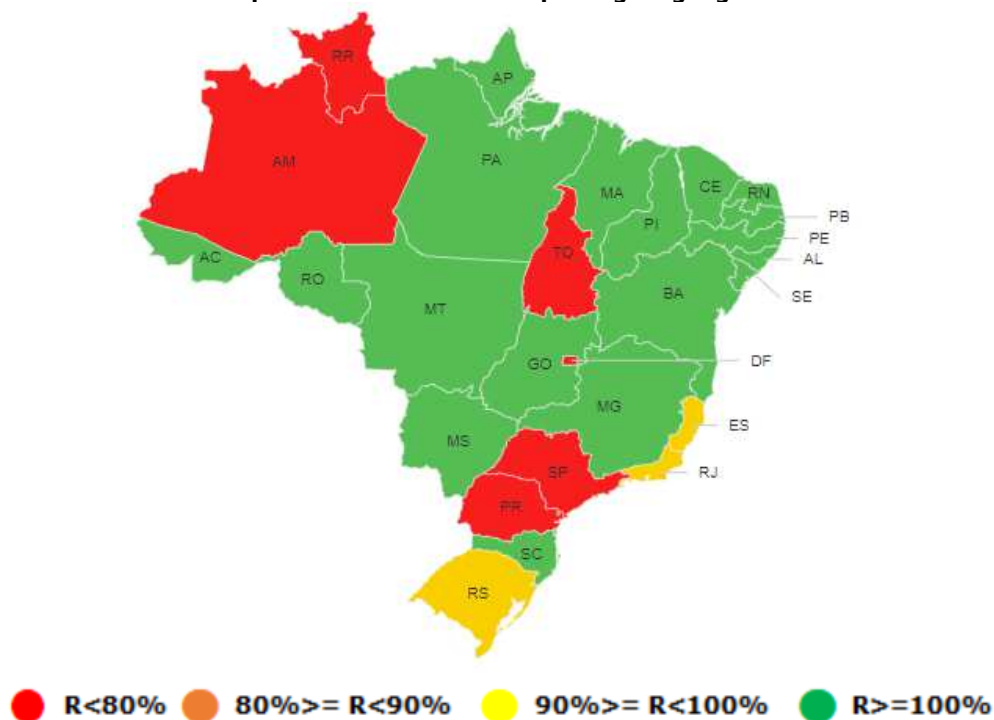 RR
AP
AM
PA
MA
CE
RN
PI
PB
PE
AL
SE
AC
RO
TO
BA
MT
DF
GO
MG
ES
MS
SP
RJ
PR
SC
RS
R<80% 80%>= R<90% 90%>= R<100% R>=100%